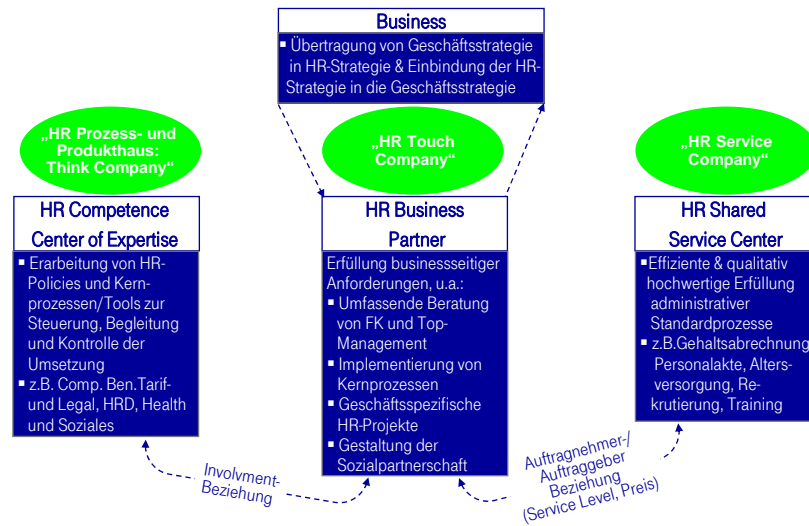 Business
▪ Übertragung von Geschäftsstrategie
in HR-Strategie & Einbindung der HR-
Strategie in die Geschäftsstrategie
„HR Prozess- und
Produkthaus:
Think Company“
„HR Touch
Company“
„HR Service
Company“
HR Competence
Center of Expertise
▪ Erarbeitung von HR-
Policies und Kern-
prozessen/Tools zur
Steuerung, Begleitung
und Kontrolle der
Umsetzung
▪ z.B. Comp. Ben.Tarif-
und Legal, HRD, Health
und Soziales
HR Business
Partner
Erfüllung businessseitiger
Anforderungen, u.a.:
▪ Umfassende Beratung
von FK und Top-
Management
▪ Implementierung von
Kernprozessen
▪ Geschäftsspezifische
HR-Projekte
▪ Gestaltung der
Sozialpartnerschaft
HR Shared
Service Center
▪Effiziente & qualitativ
hochwertige Erfüllung
administrativer
Standardprozesse
▪ z.B.Gehaltsabrechnung,
Personalakte, Alters-
versorgung, Re-
krutierung, Training
Involvment-
Beziehung
Auftragnehmer-/
Auftraggeber
Beziehung
(Service Level, Preis)